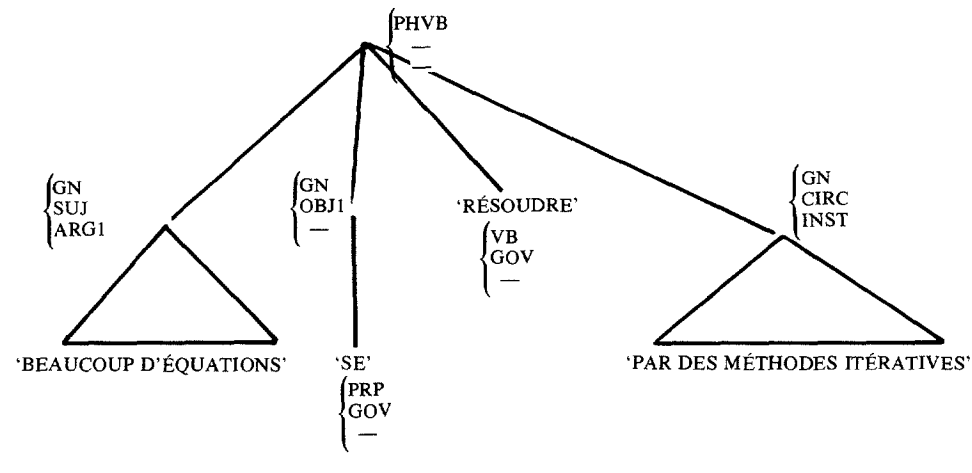 PHVB
—
—
GN
SUJ
ARG1
GN
OBJ1
—
'RÉSOUDRE'
VB
GOV
—
GN
CIRC
INST
'BEAUCOUP D'ÉQUATIONS'
'SE'
PRP
GOV
—
'PAR DES MÉTHODES ITÉRATIVES'